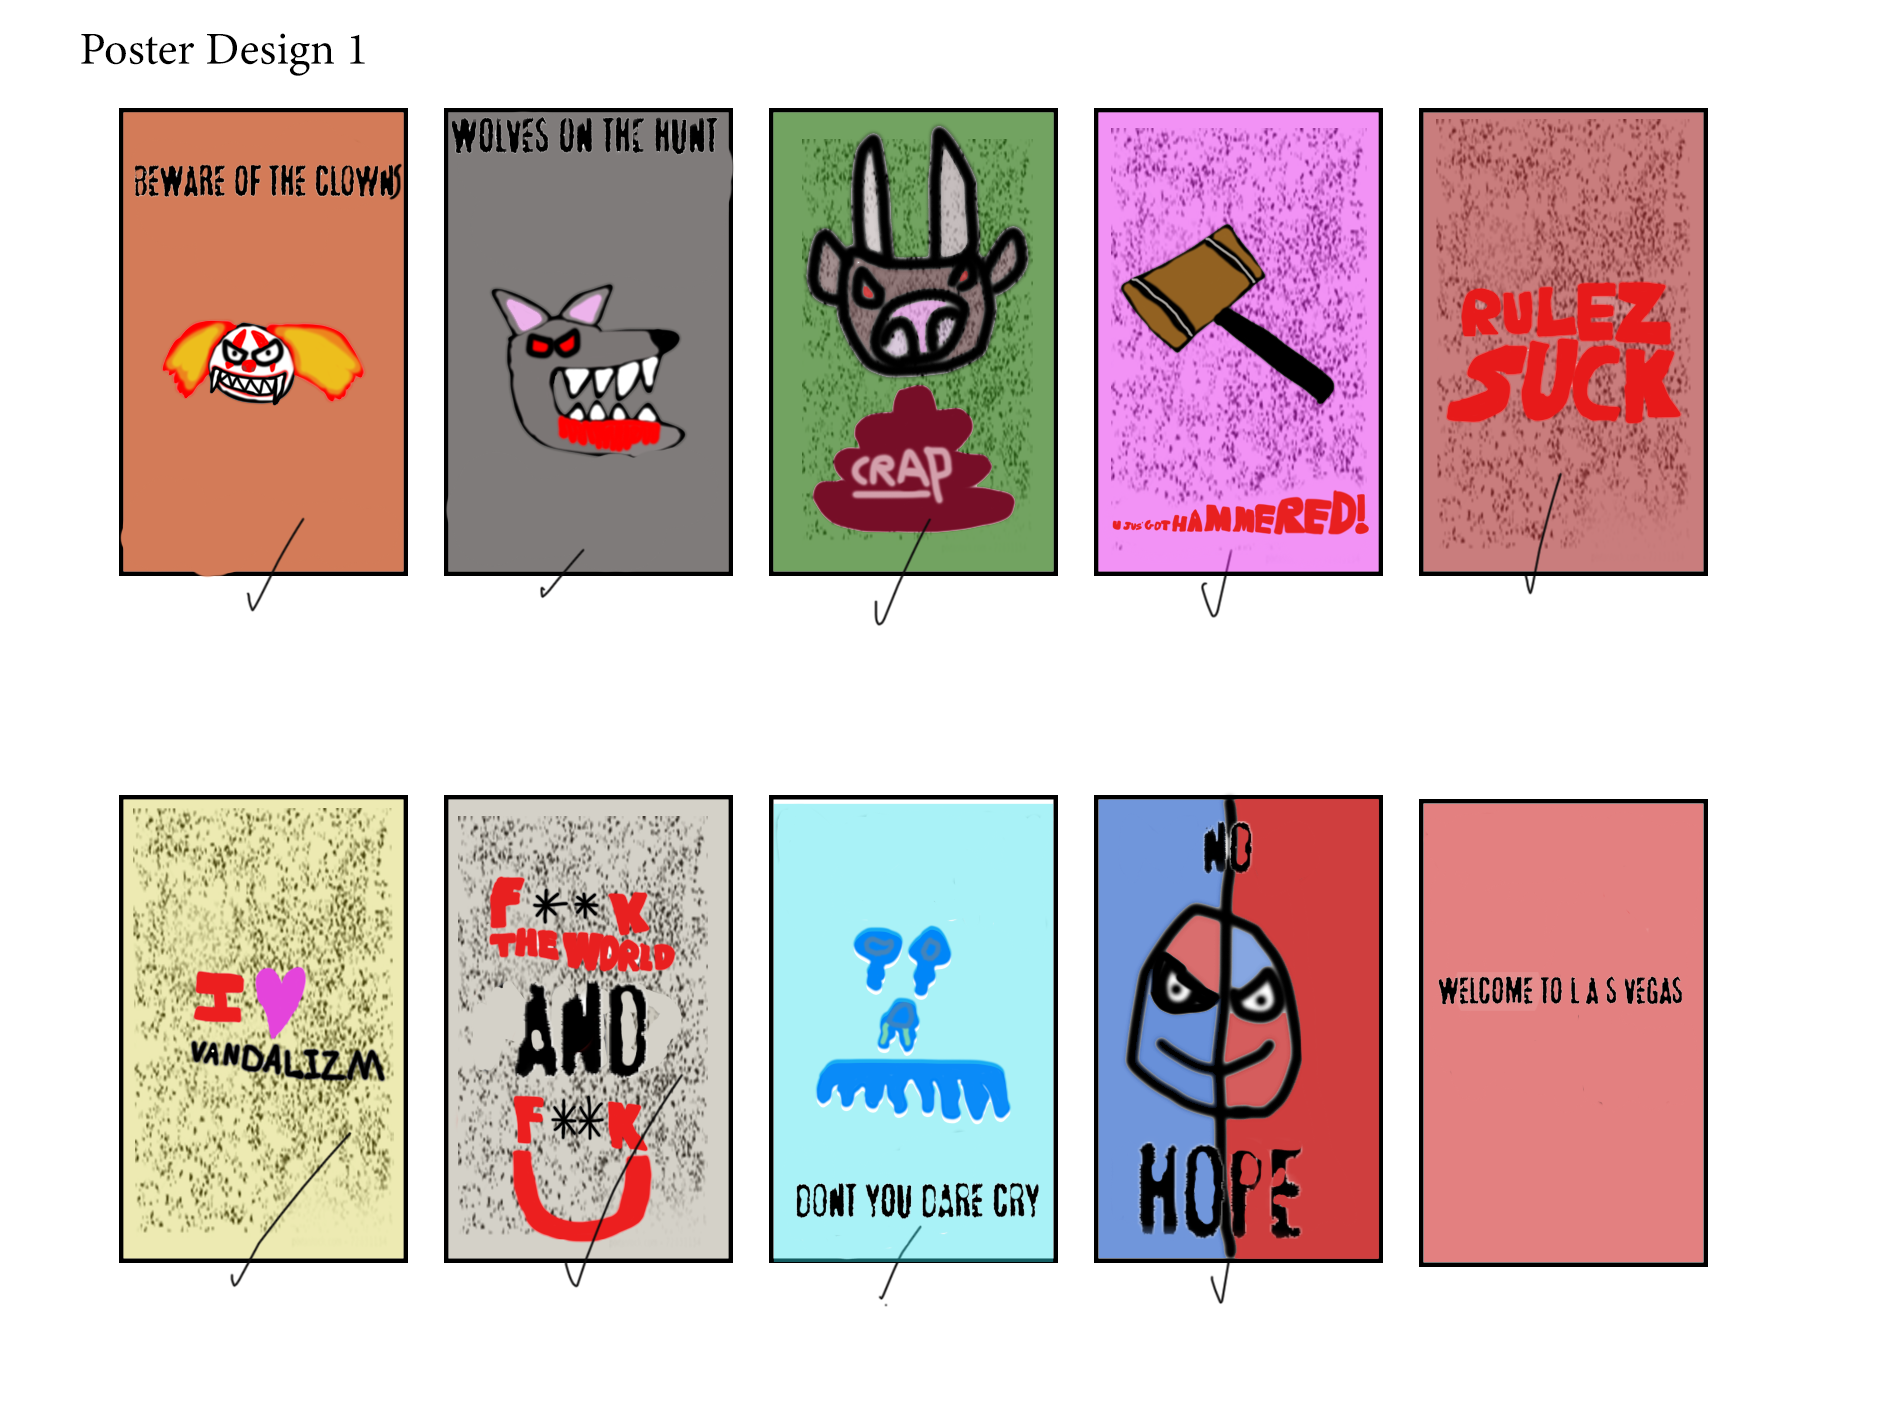 Poster Design 1
BEWARE OF THE CLOWNS
WOLVES ON THE HUNT
CRAP
U JUS' GOT HAMMERED!
RULEZ
SUCK
I
VANDALIZM
F**K
THE WORLD
AND
F**K
U
DONT YOU DARE CRY
NO
HOPE
WELCOME TO L A S VEGAS